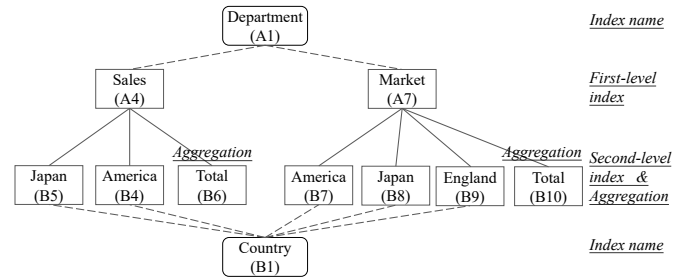 Department
(A1)
Index name
Sales
(A4)
Market
(A7)
First-level
index
Aggregation
Aggregation
Japan
(B5)
America
(B4)
Total
(B6)
America
(B7)
Japan
(B8)
England
(B9)
Total
(B10)
Second-level
index &
Aggregation
Country
(B1)
Index name